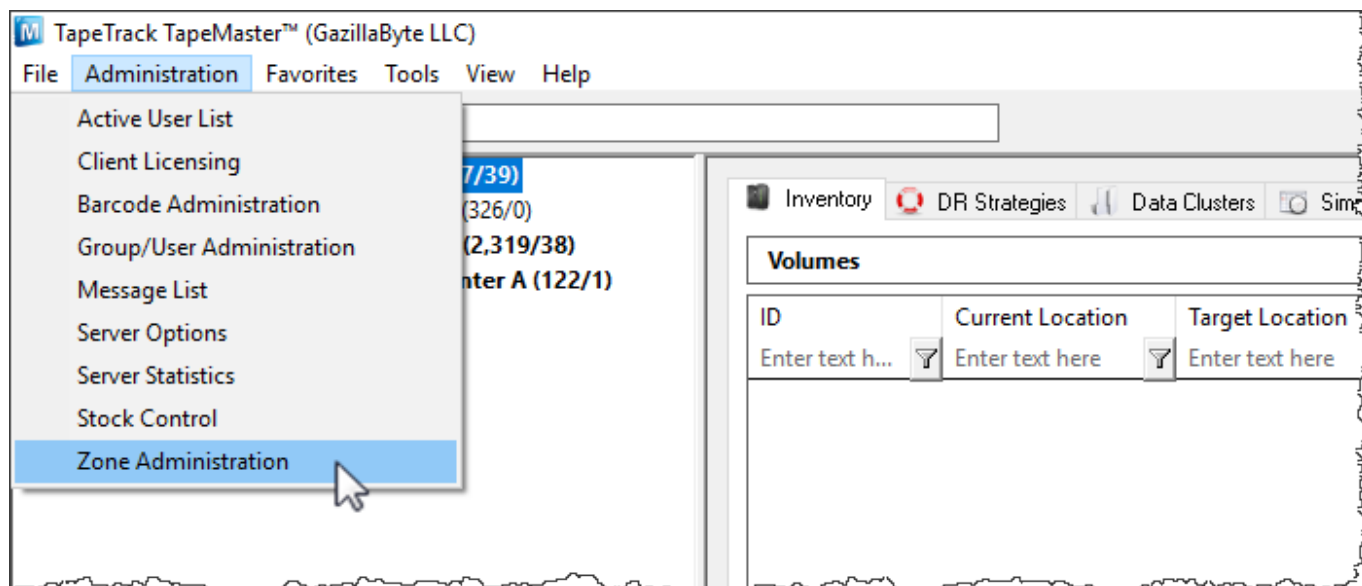 TapeTrack TapeMaster™ (GazillaByte LLC)
File Administration Favorites Tools View Help
Active User List
Client Licensing
Barcode Administration
Group/User Administration
Message List
Server Options
Server Statistics
Stock Control
Zone Administration
7/39)
(326/0)
(2,319/38)
nter A (122/1)
Inventory DR Strategies Data Clusters
Volumes
ID Current Location Target Location
Enter text h... Enter text here Enter text here